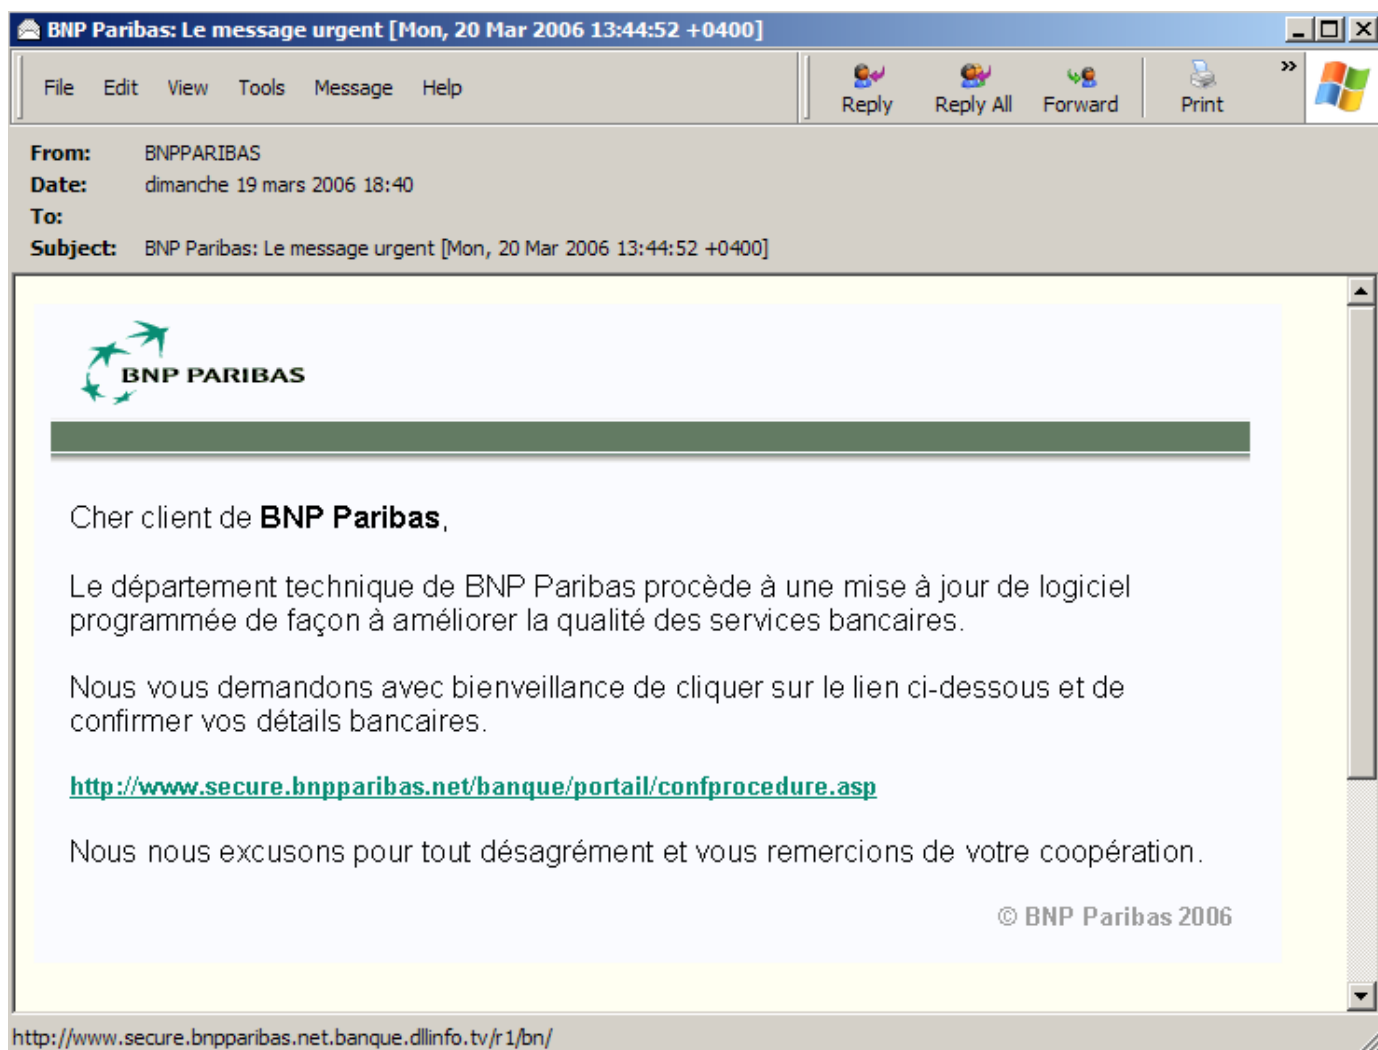 BNP Paribas: Le message urgent [Mon, 20 Mar 2006 13:44:52 +0400]
File Edit View Tools Message Help Reply Reply All Forward Print »
From: BNPPARIBAS
Date: dimanche 19 mars 2006 18:40
To:
Subject: BNP Paribas: Le message urgent [Mon, 20 Mar 2006 13:44:52 +0400]
BNP PARIBAS
Cher client de BNP Paribas,
Le département technique de BNP Paribas procède à une mise à jour de logiciel
programmée de façon à améliorer la qualité des services bancaires.
Nous vous demandons avec bienveillance de cliquer sur le lien ci-dessous et de
confirmer vos détails bancaires.
http://www.secure.bnpparibas.net/banque/portail/confprocedure.asp
Nous nous excusons pour tout désagrément et vous remercions de votre coopération.
© BNP Paribas 2006
http://www.secure.bnpparibas.net.banque.dllinfo.tv/r1/bn/